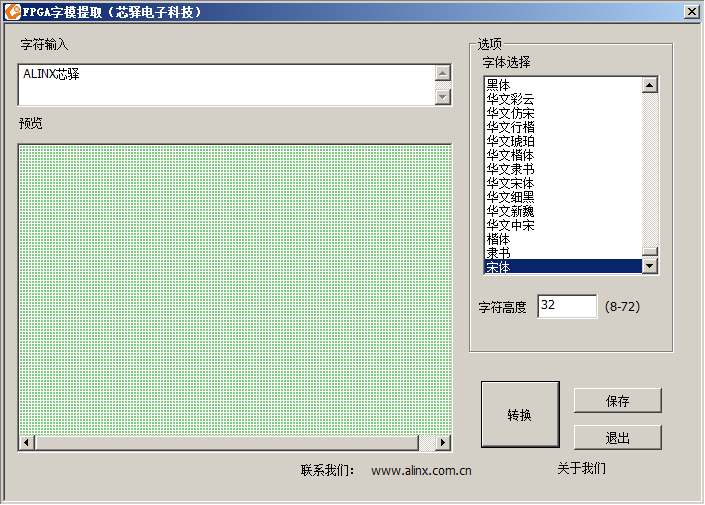 FPGA字模提取（芯驿电子科技）
字符输入
ALINX芯驿
预览
选项
字体选择
黑体
华文彩云
华文仿宋
华文行楷
华文琥珀
华文楷体
华文隶书
华文宋体
华文细黑
华文新魏
华文中宋
楷体
隶书
宋体
字符高度 32 (8-72)
转换
保存
退出
联系我们： www.alinx.com.cn
关于我们